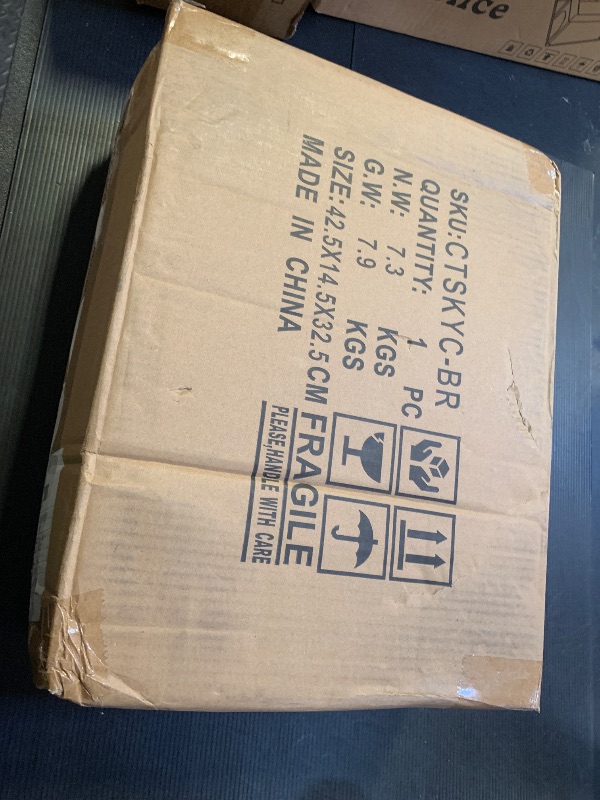 SKU:CTSKYC-BR
QUANTITY: 1 PC
N.W: 7.3 KGS
G.W: 7.9 KGS
SIZE:42.5X14.5X32.5CM
MADE IN CHINA
FRAGILE
PLEASE,HANDLE WITH CARE